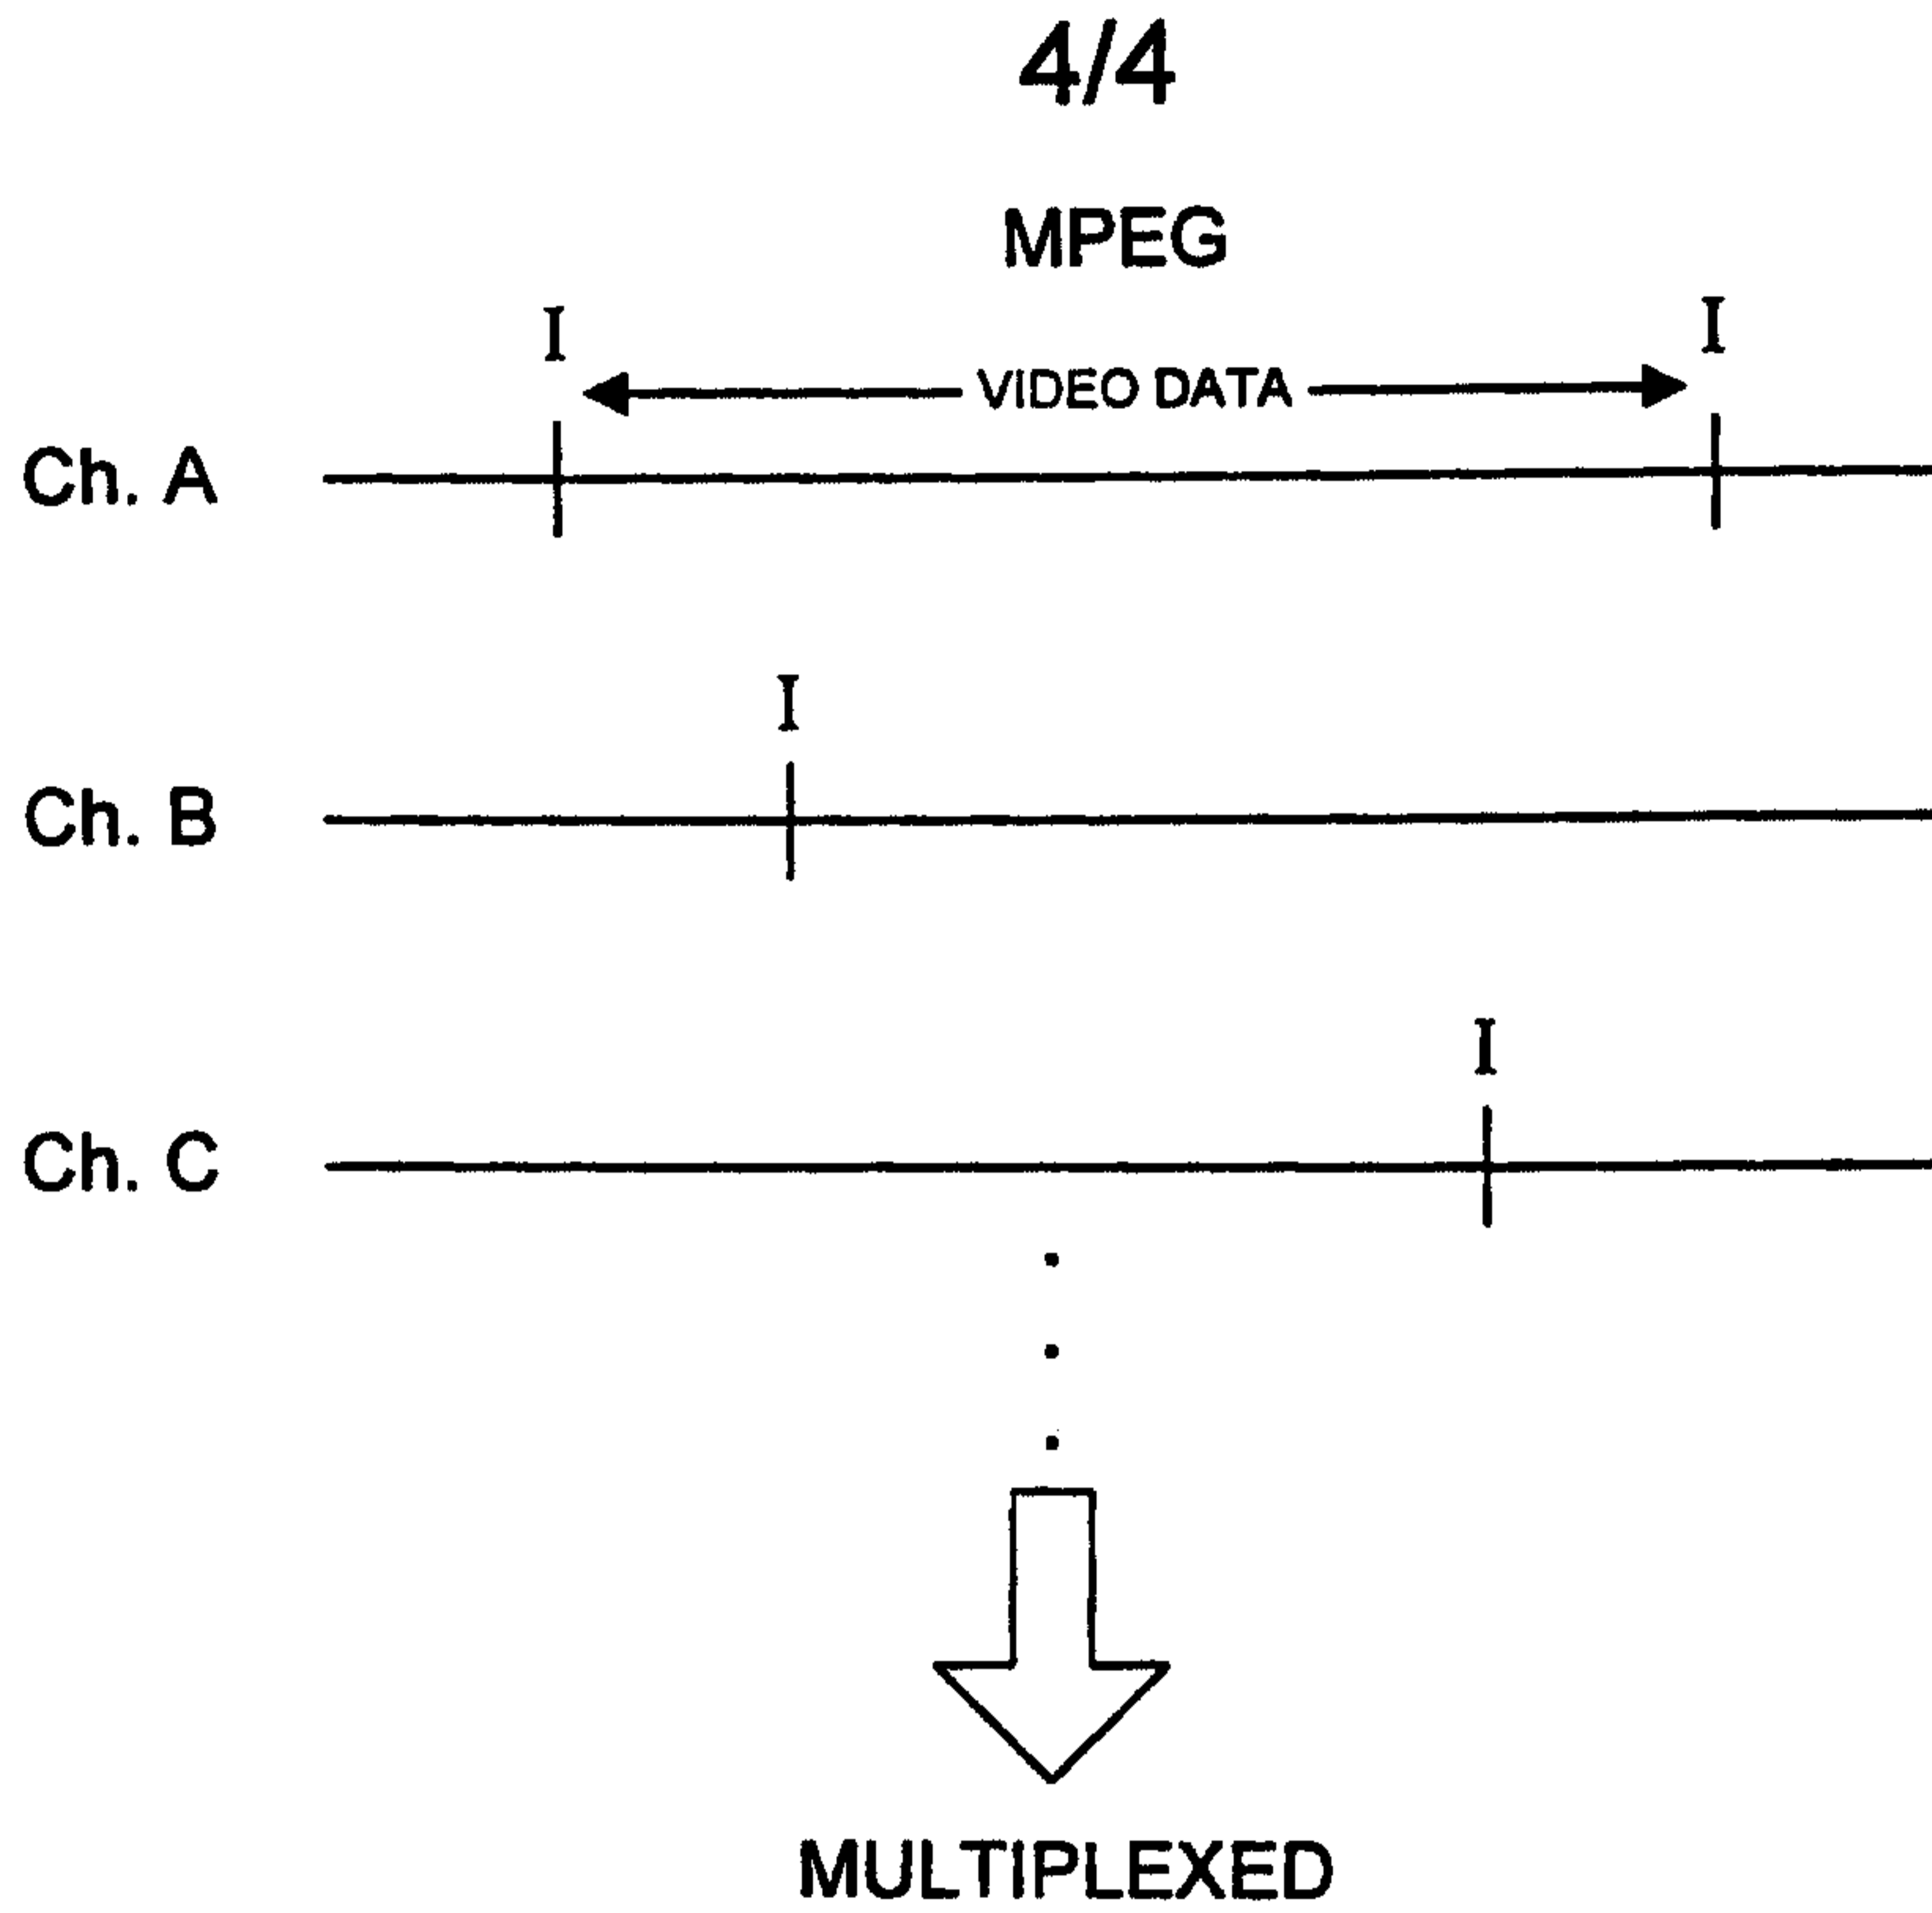 4/4
MPEG
I I
VIDEO DATA
Ch. A
I
Ch. B
I
Ch. C
MULTIPLEXED